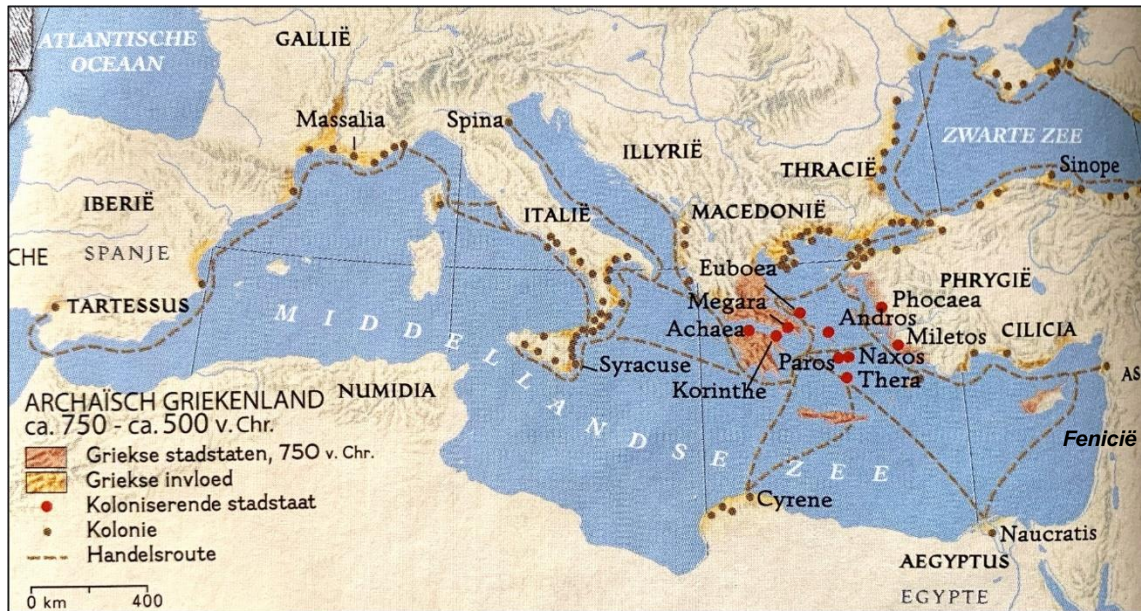 ATLANTISCHE
OCEAAN
GALLIË
Massalia
Spina
ILLYRIË
THRACIË
ZWARTE ZEE
Sinope
IBERIË
SPANJE
CHE
TARTESSUS
ITALIË
MACEDONIË
Euboea
Megara
Achaea
Korinthe
PHRYGIË
Phocaea
Andros
Miletos
CILICIA
Paros
Naxos
Thera
AS
Syracuse
MIDDELLANDSE ZEE
NUMIDIA
Fenicië
Cyrene
Naucratis
AEGYPTUS
EGYPTE
ARCHAÏSCH GRIEKENLAND
ca. 750 - ca. 500 v. Chr.
Griekse stadstaten, 750 v. Chr.
Griekse invloed
Koloniserende stadstaat
Kolonie
Handelsroute
0 km 400